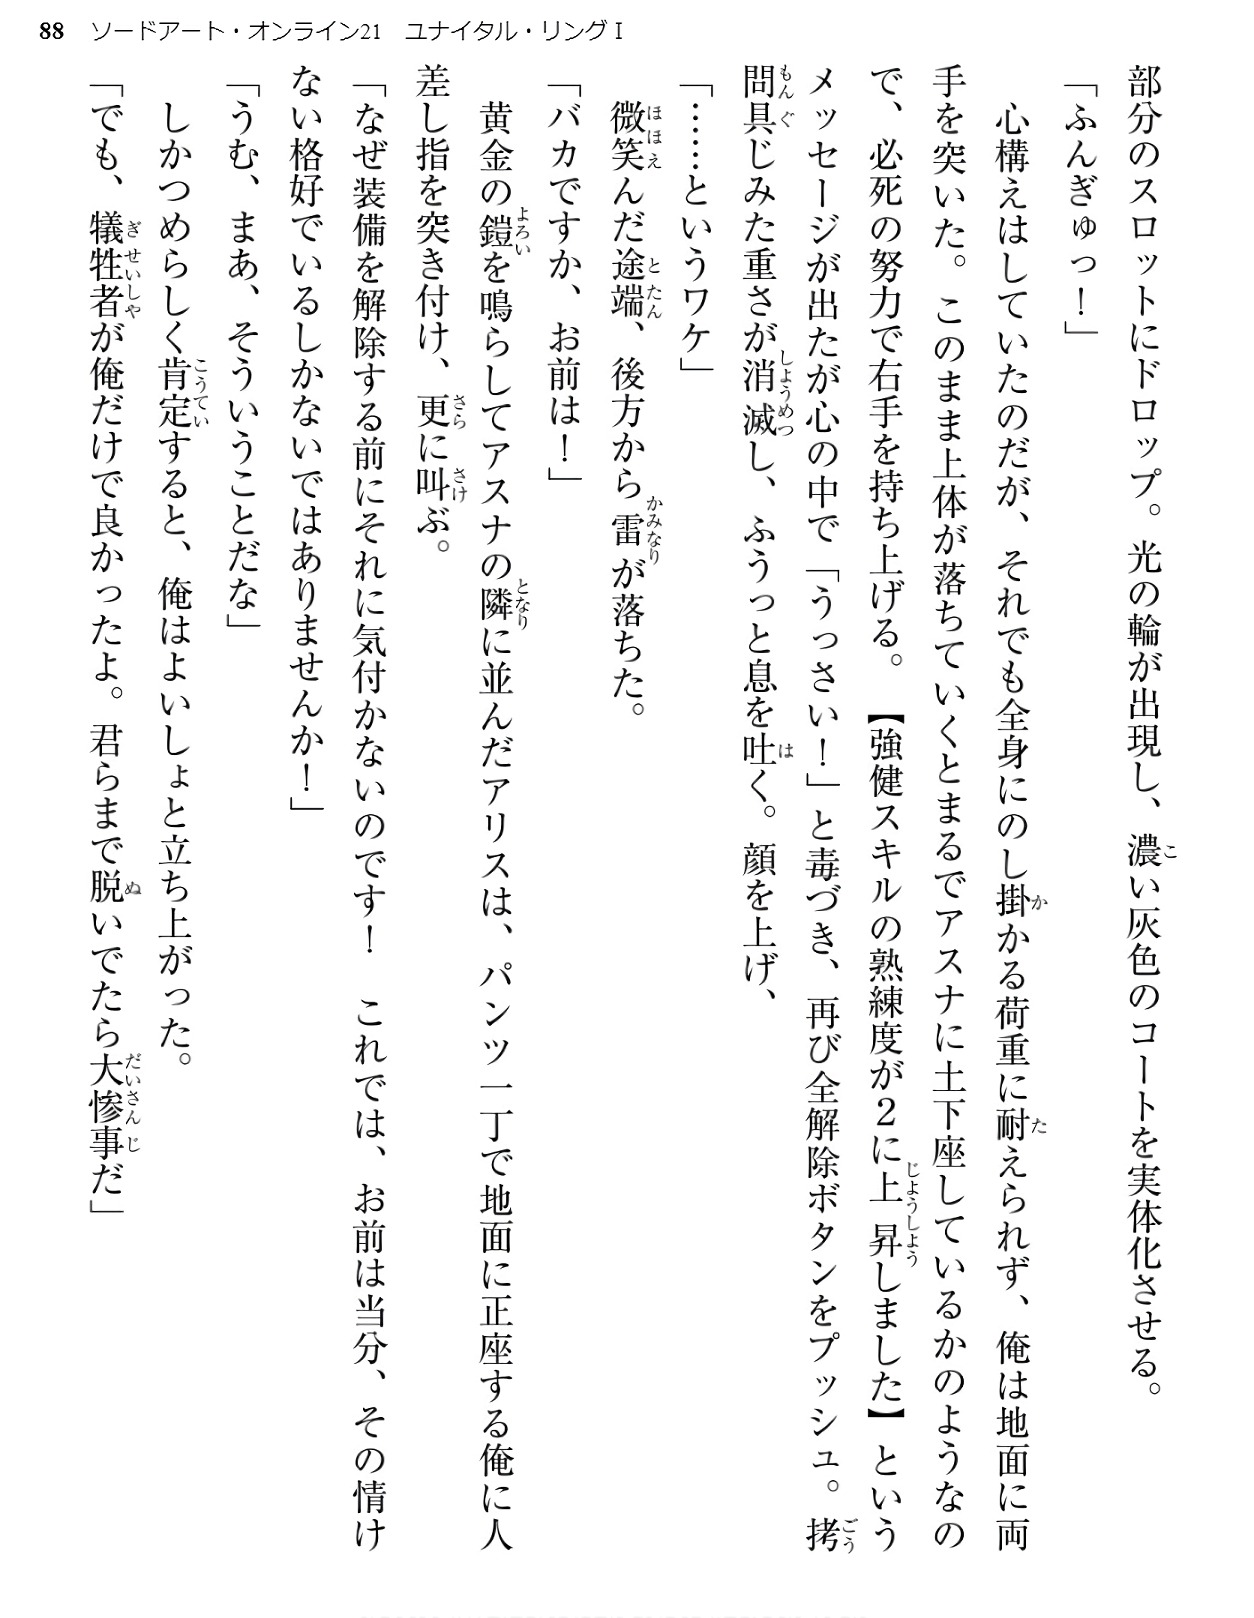 88 ソードアート・オンライン21　ユナイタル・リングⅠ
部分のスロットにドロップ。光の輪が出現し、濃い灰色のコートを実体化させる。
「ふんぎゅっ！」
　心構えはしていたのだが、それでも全身にのし掛かる荷重に耐えられず、俺は地面に両
手を突いた。このまま上体が落ちていくとまるでアスナに土下座しているかのようなの
で、必死の努力で右手を持ち上げる。【強健スキルの熟練度が２に上昇しました】という
メッセージが出たが心の中で「うっさい！」と毒づき、再び全解除ボタンをプッシュ。拷
問具じみた重さが消滅し、ふうっと息を吐く。顔を上げ、
「……というワケ」
　微笑んだ途端、後方から雷が落ちた。
「バカですか、お前は！」
　黄金の鎧を鳴らしてアスナの隣に並んだアリスは、パンツ一丁で地面に正座する俺に人
差し指を突き付け、更に叫ぶ。
「なぜ装備を解除する前にそれに気付かないのです！　これでは、お前は当分、その情け
ない格好でいるしかないではありませんか！」
「うむ、まあ、そういうことだな」
　しかつめらしく肯定すると、俺はよいしょと立ち上がった。
「でも、犠牲者が俺だけで良かったよ。君らまで脱いでたら大惨事だ」